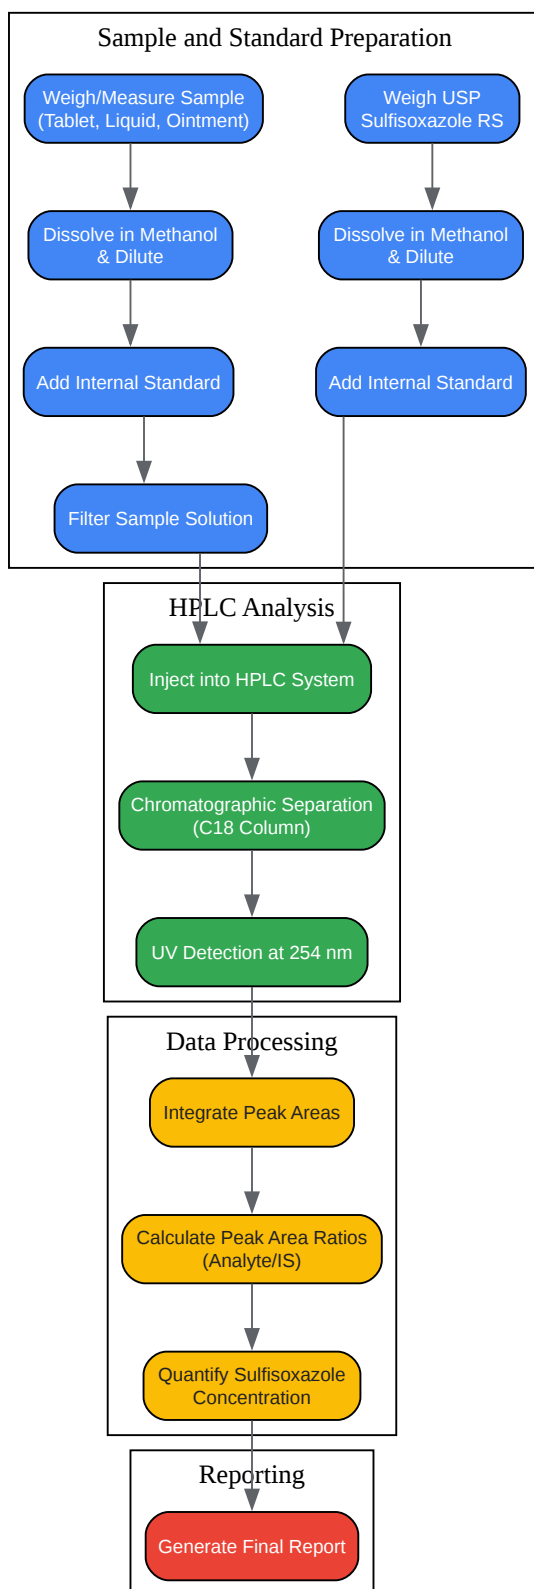 Sample and Standard Preparation
Weigh/Measure Sample
(Tablet, Liquid, Ointment)
Weigh USP
Sulfisoxazole RS
Dissolve in Methanol
& Dilute
Dissolve in Methanol
& Dilute
Add Internal Standard
Add Internal Standard
Filter Sample Solution
HPLC Analysis
Inject into HPLC System
Chromatographic Separation
(C18 Column)
UV Detection at 254 nm
Data Processing
Integrate Peak Areas
Calculate Peak Area Ratios
(Analyte/IS)
Quantify Sulfisoxazole
Concentration
Reporting
Generate Final Report